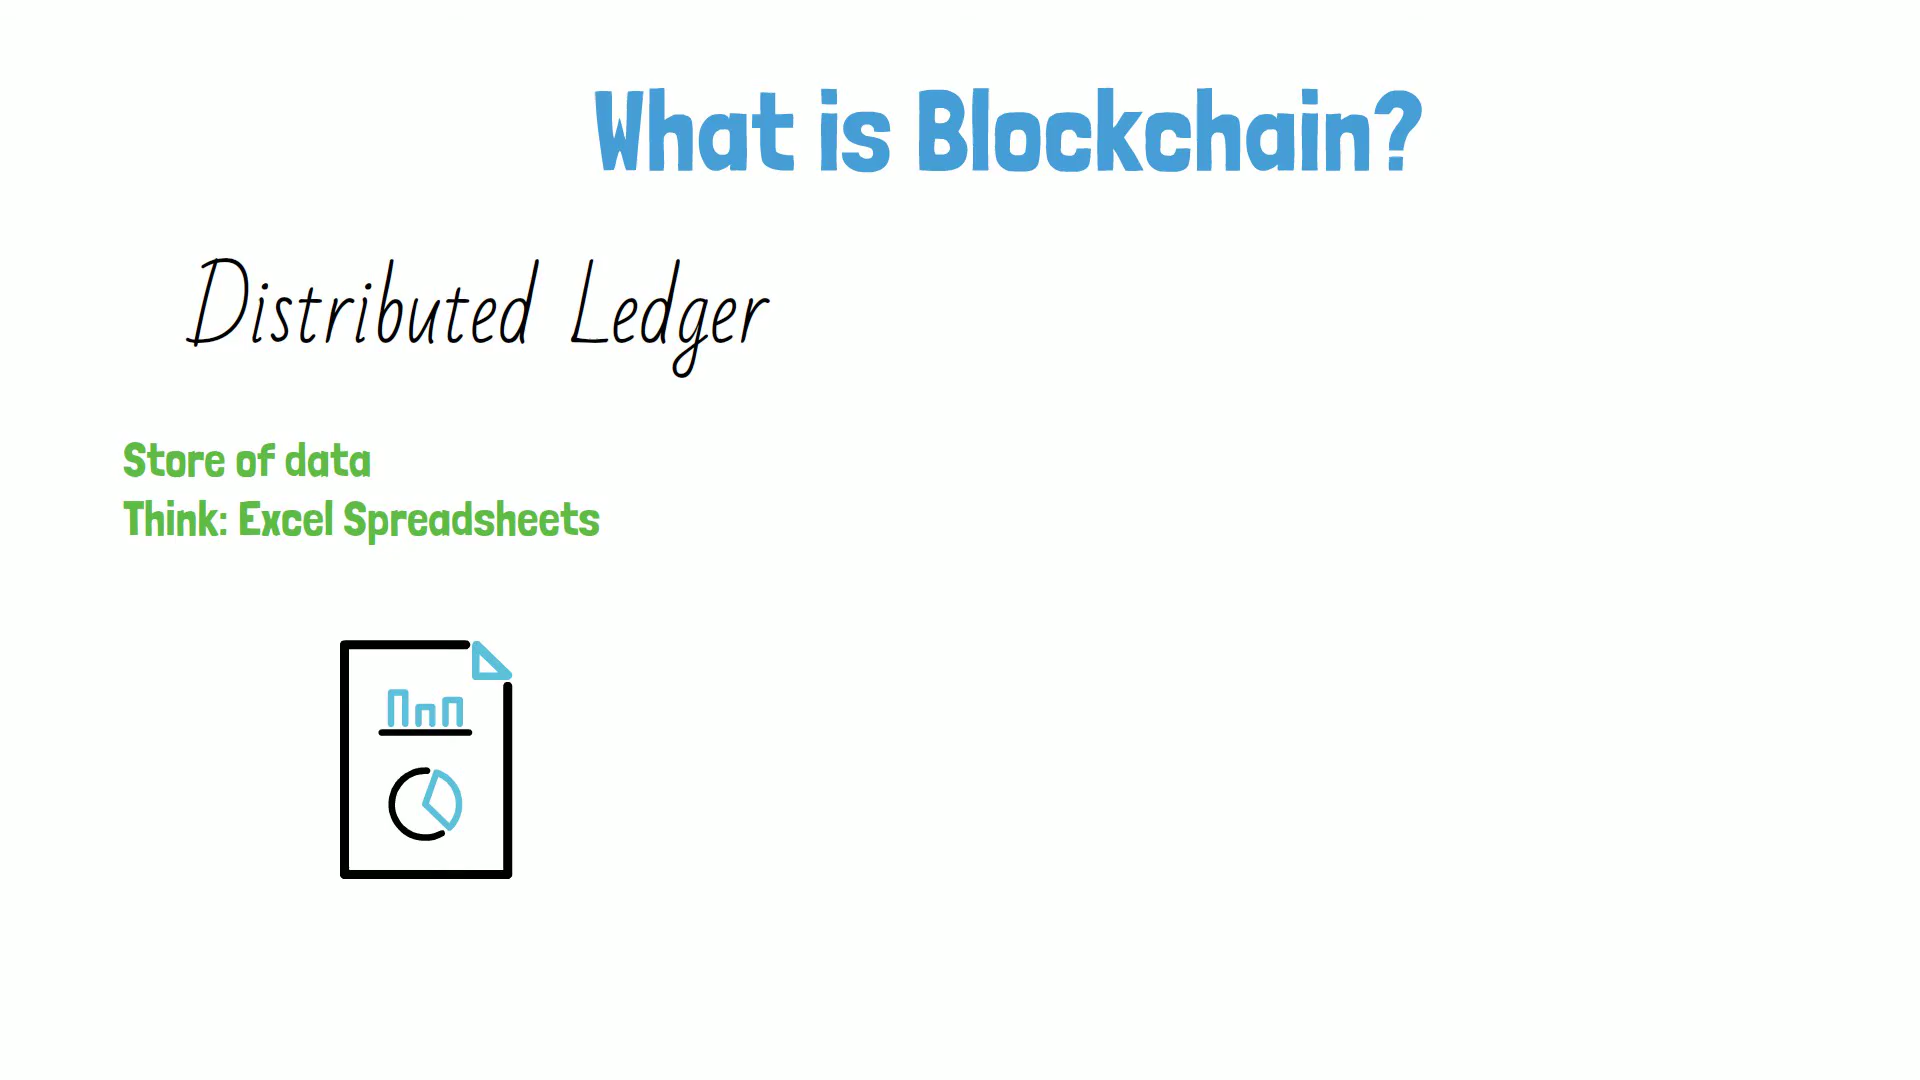 What is Blockchain?
Distributed Ledger
Store of data
Think: Excel Spreadsheets